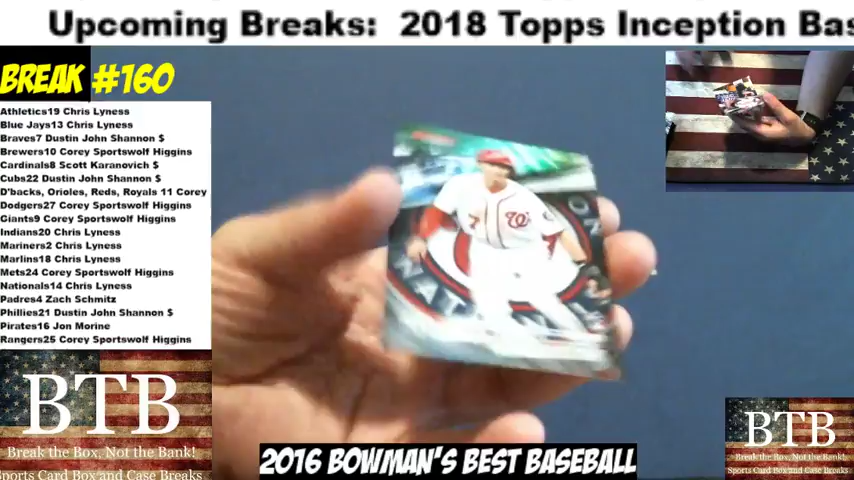 Upcoming Breaks: 2018 Topps Inception Bas
BREAK #160
Athletics19 Chris Lyness
Blue Jays13 Chris Lyness
Braves7 Dustin John Shannon $
Brewers10 Corey Sportswolf Higgins
Cardinals8 Scott Karanovich $
Cubs22 Dustin John Shannon $
D'backs, Orioles, Reds, Royals 11 Corey
Dodgers27 Corey Sportswolf Higgins
Giants9 Corey Sportswolf Higgins
Indians20 Chris Lyness
Mariners2 Chris Lyness
Marlins18 Chris Lyness
Mets24 Corey Sportswolf Higgins
Nationals14 Chris Lyness
Padres4 Zach Schmitz
Phillies21 Dustin John Shannon $
Pirates16 Jon Morine
Rangers25 Corey Sportswolf Higgins
BTB
Break the Box, Not the Bank!
Sports Card Box and Case Breaks
7 W
NAT
ON
2016 BOWMAN'S BEST BASEBALL
BTB
Break the Box, Not the Bank!
Sports Card Box and Case Breaks